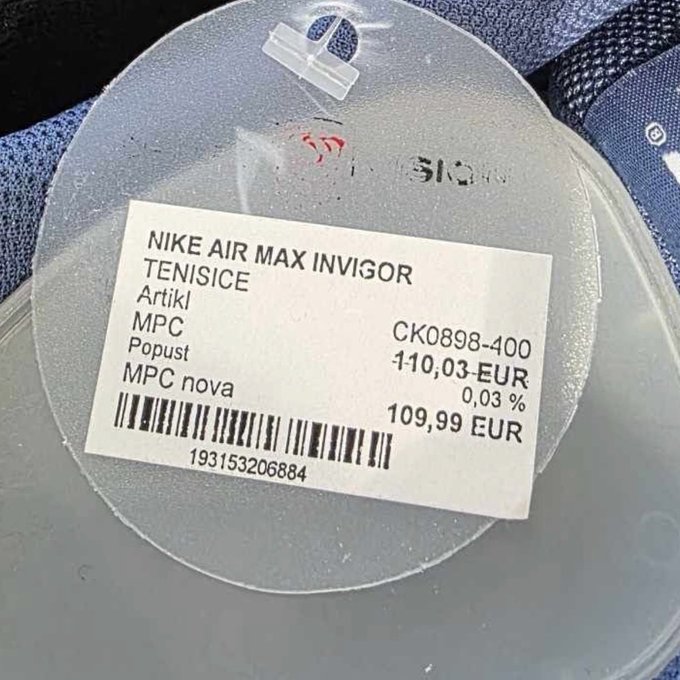 ®
NIKE AIR MAX INVIGOR
TENISICE
Artikl CK0898-400
MPC 110,03 EUR
Popust 0,03 %
MPC nova 109,99 EUR
193153206884